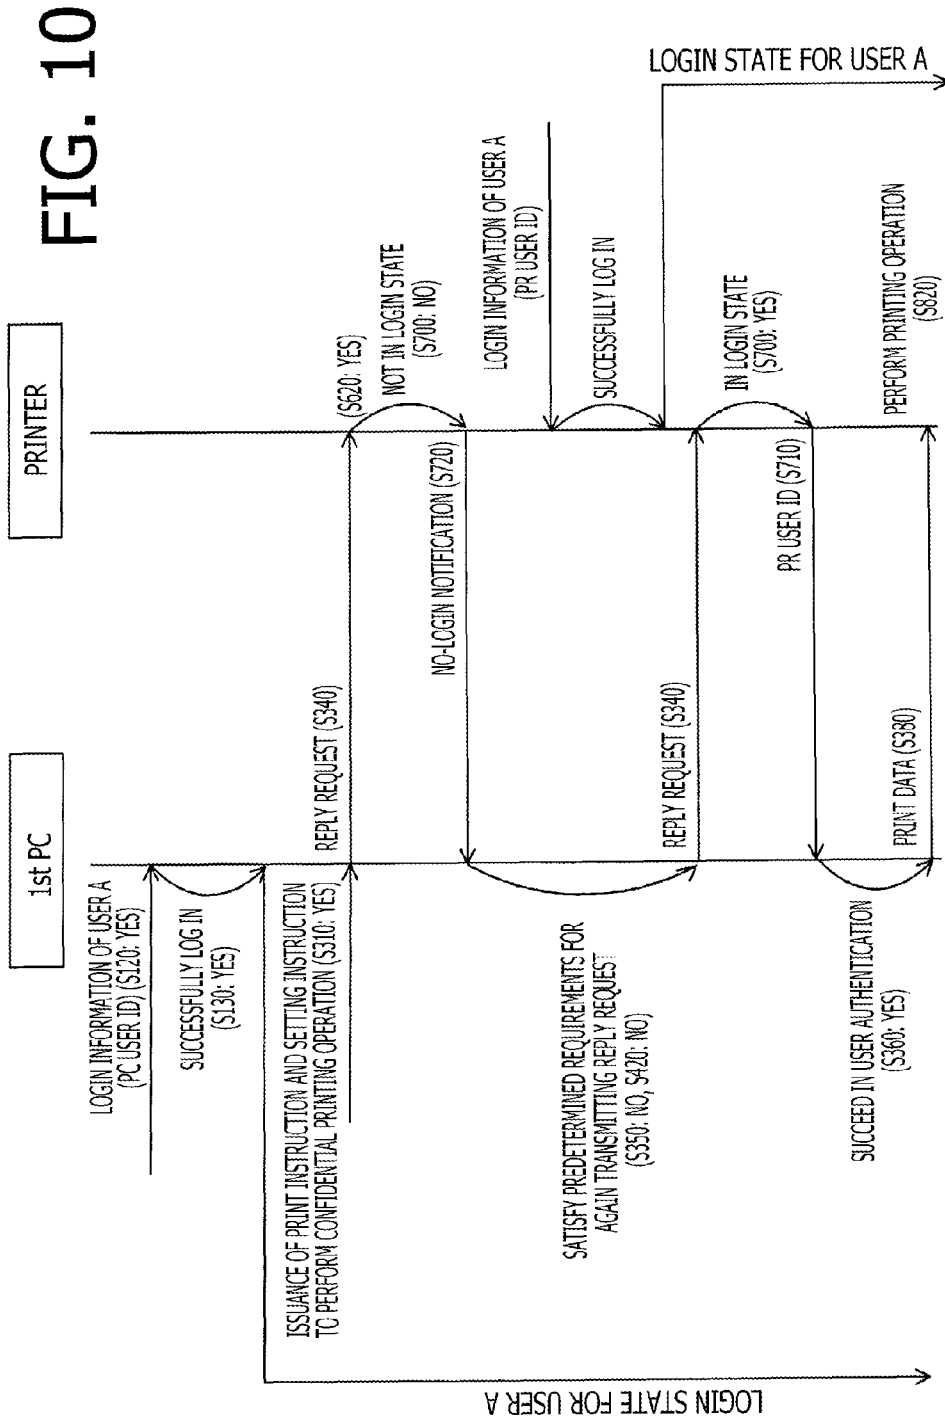 FIG. 10
1st PC
PRINTER
LOGIN INFORMATION OF USER A
(PC USER ID) (S120: YES)
SUCCESSFULLY LOG IN
(S130: YES)
LOGIN STATE FOR USER A
ISSUANCE OF PRINT INSTRUCTION AND SETTING INSTRUCTION
TO PERFORM CONFIDENTIAL PRINTING OPERATION (S310: YES)
REPLY REQUEST (S340)
(S620: YES)
NOT IN LOGIN STATE
(S700: NO)
NO-LOGIN NOTIFICATION (S720)
LOGIN INFORMATION OF USER A
(PR USER ID)
SUCCESSFULLY LOG IN
LOGIN STATE FOR USER A
SATISFY PREDETERMINED REQUIREMENTS FOR
AGAIN TRANSMITTING REPLY REQUEST
(S350: NO, S420: NO)
REPLY REQUEST (S340)
IN LOGIN STATE
(S700: YES)
PR USER ID (S710)
SUCCEED IN USER AUTHENTICATION
(S360: YES)
PRINT DATA (S380)
PERFORM PRINTING OPERATION
(S820)